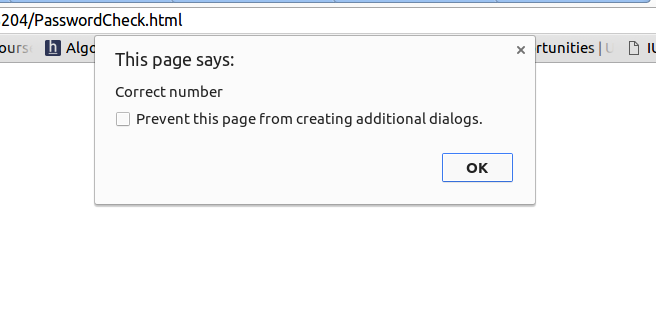 204/PasswordCheck.html
ours
h Algo
rtunities |
IU
This page says:
×
Correct number
Prevent this page from creating additional dialogs.
OK